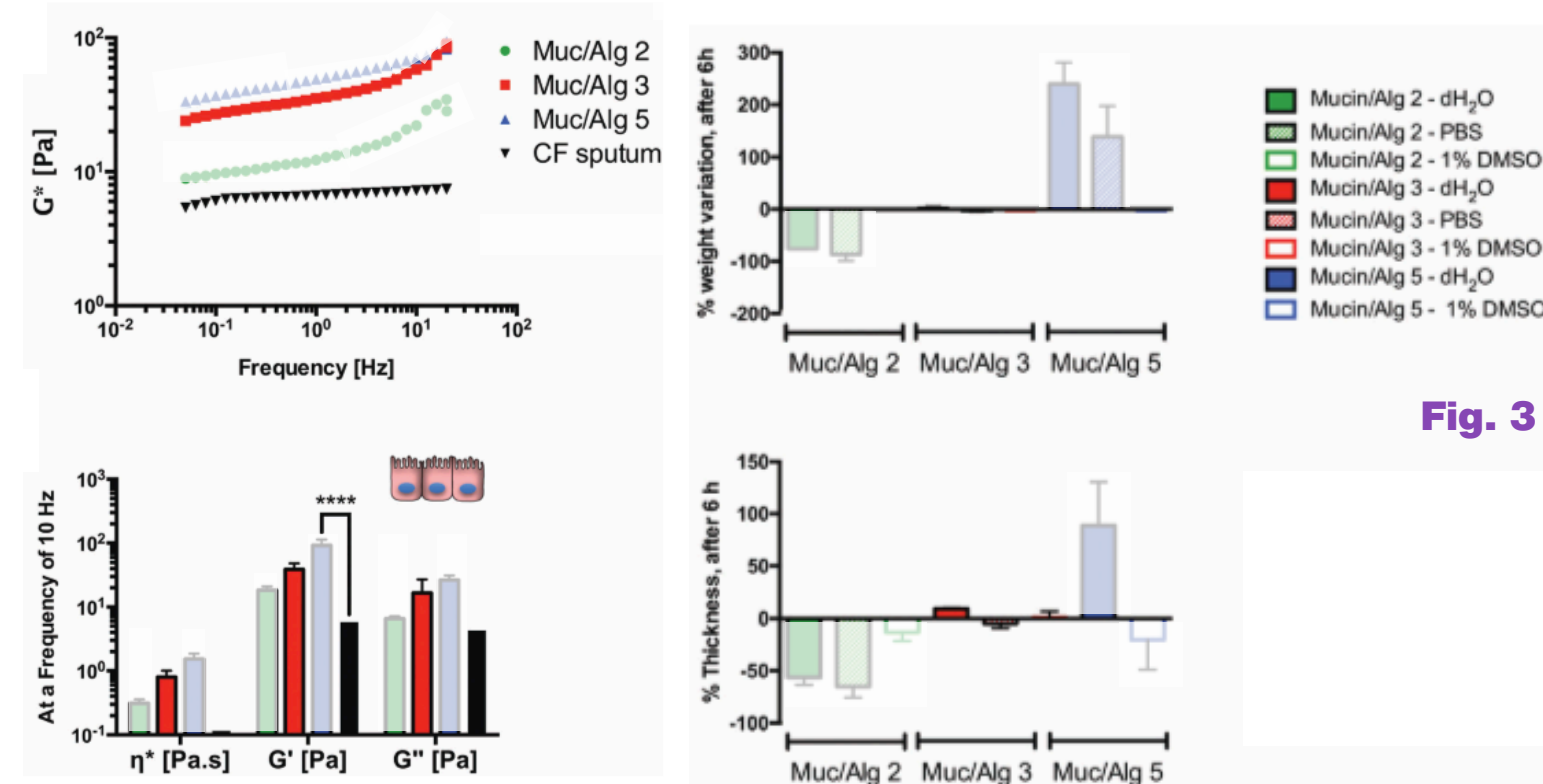 10²
10¹
10⁰
G* [Pa]
10⁻² 10⁻¹ 10⁰ 10¹ 10²
Frequency [Hz]
Muc/Alg 2
Muc/Alg 3
Muc/Alg 5
CF sputum
300
200
100
0
-100
-200
% weight variation, after 6h
Muc/Alg 2 Muc/Alg 3 Muc/Alg 5
Mucin/Alg 2 - dH₂O
Mucin/Alg 2 - PBS
Mucin/Alg 2 - 1% DMSO
Mucin/Alg 3 - dH₂O
Mucin/Alg 3 - PBS
Mucin/Alg 3 - 1% DMSO
Mucin/Alg 5 - dH₂O
Mucin/Alg 5 - 1% DMSO
Fig. 3
10³
10²
10¹
10⁰
10⁻¹
At a Frequency of 10 Hz
****
η* [Pa.s] G' [Pa] G" [Pa]
150
100
50
0
-50
-100
% Thickness, after 6 h
Muc/Alg 2 Muc/Alg 3 Muc/Alg 5